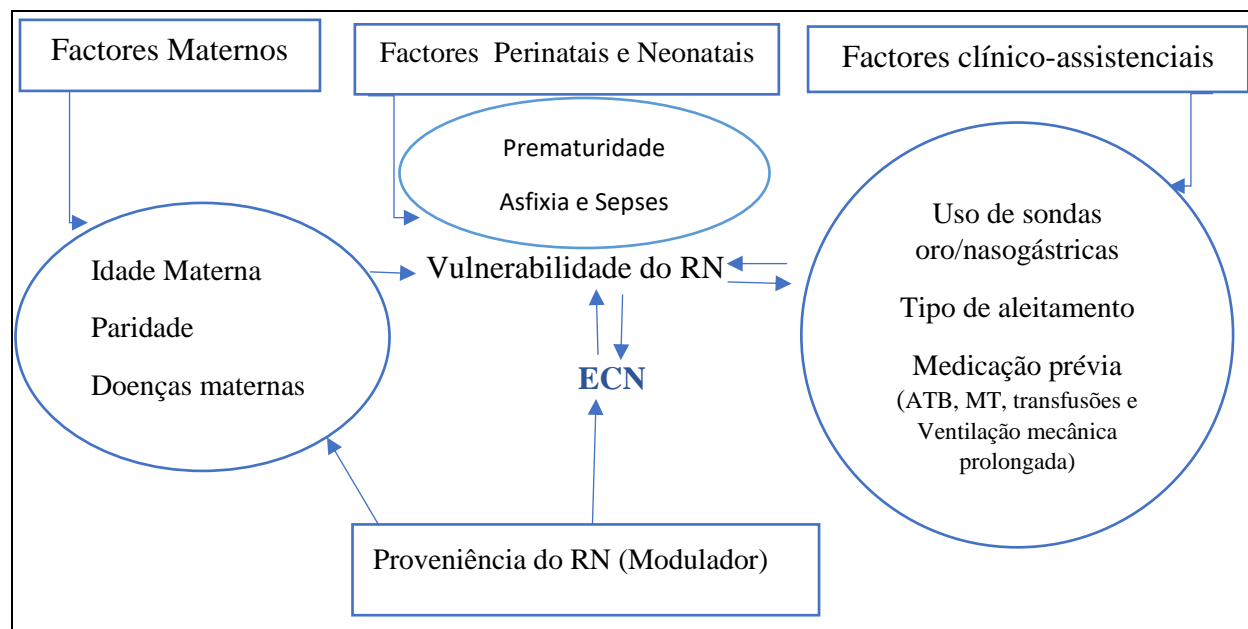 Factores Maternos
Factores Perinatais e Neonatais
Factores clínico-assistenciais
Prematuridade
Asfixia e Sepses
Idade Materna
Paridade
Doenças maternas
Vulnerabilidade do RN
ECN
Uso de sondas
oro/nasogástricas
Tipo de aleitamento
Medicação prévia
(ATB, MT, transfusões e
Ventilação mecânica
prolongada)
Proveniência do RN (Modulador)